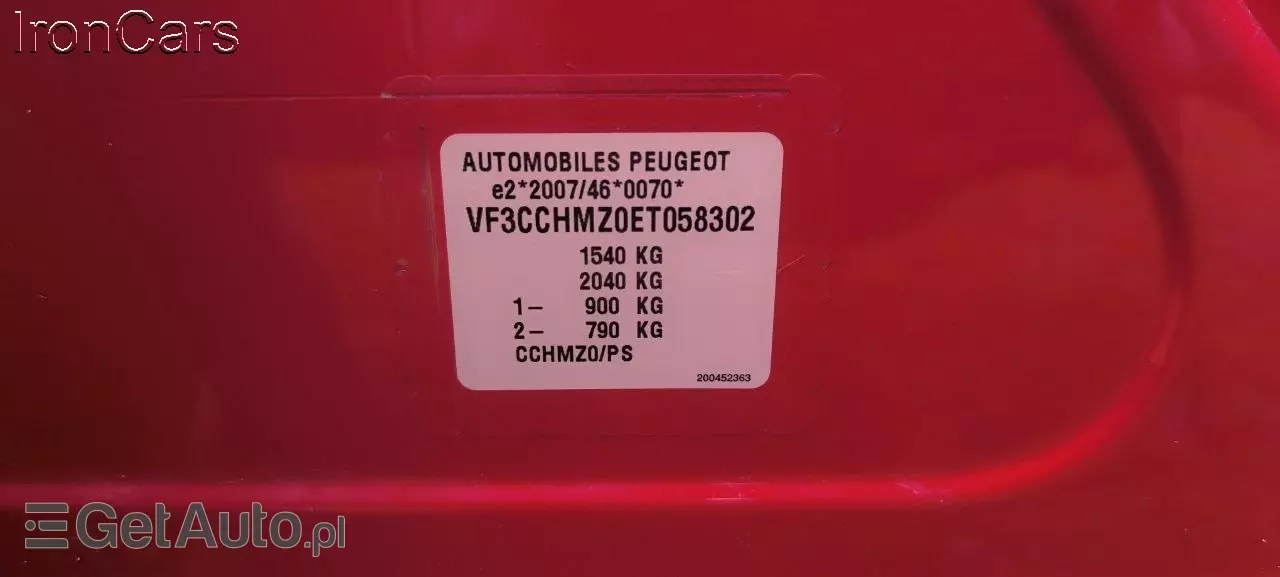 IronCars
AUTOMOBILES PEUGEOT
e2*2007/46*0070*
VF3CCHMZ0ET058302
1540 KG
2040 KG
1- 900 KG
2- 790 KG
CCHMZ0/PS
200452363
GetAuto.pl